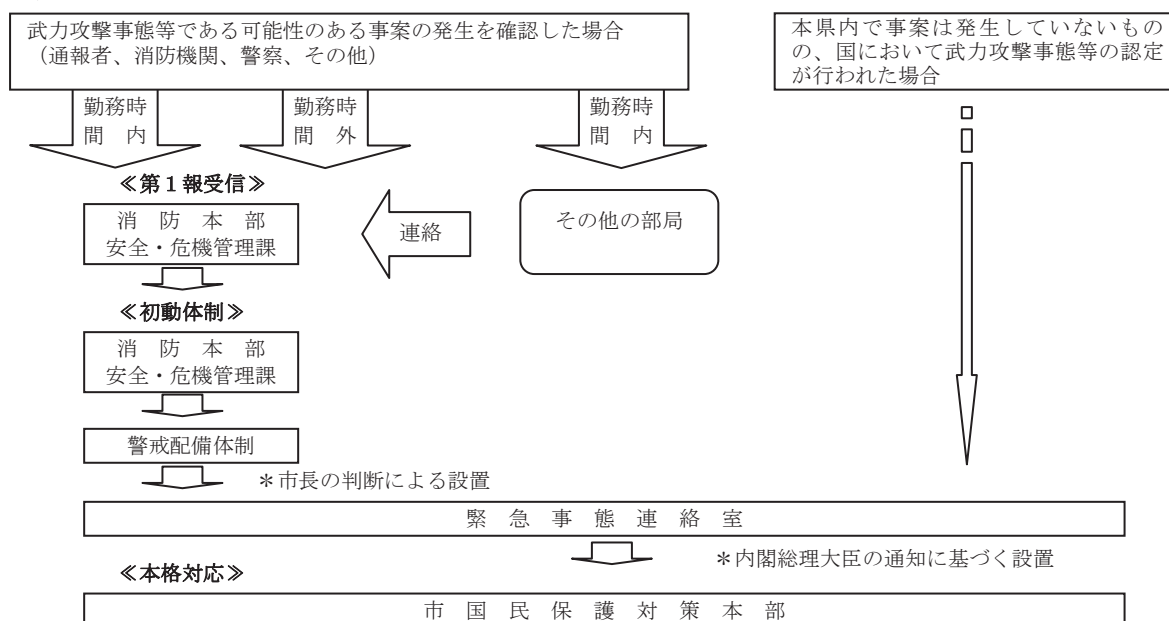 武力攻撃事態等である可能性のある事案の発生を確認した場合
（通報者、消防機関、警察、その他）
本県内で事案は発生していないもの
の、国において武力攻撃事態等の認定
が行われた場合
勤務時
間　内
勤務時
間　外
勤務時
間　内
≪第１報受信≫
消　防　本　部
安全・危機管理課
連絡
その他の部局
≪初動体制≫
消　防　本　部
安全・危機管理課
警戒配備体制
＊市長の判断による設置
緊　急　事　態　連　絡　室
＊内閣総理大臣の通知に基づく設置
≪本格対応≫
市　国　民　保　護　対　策　本　部